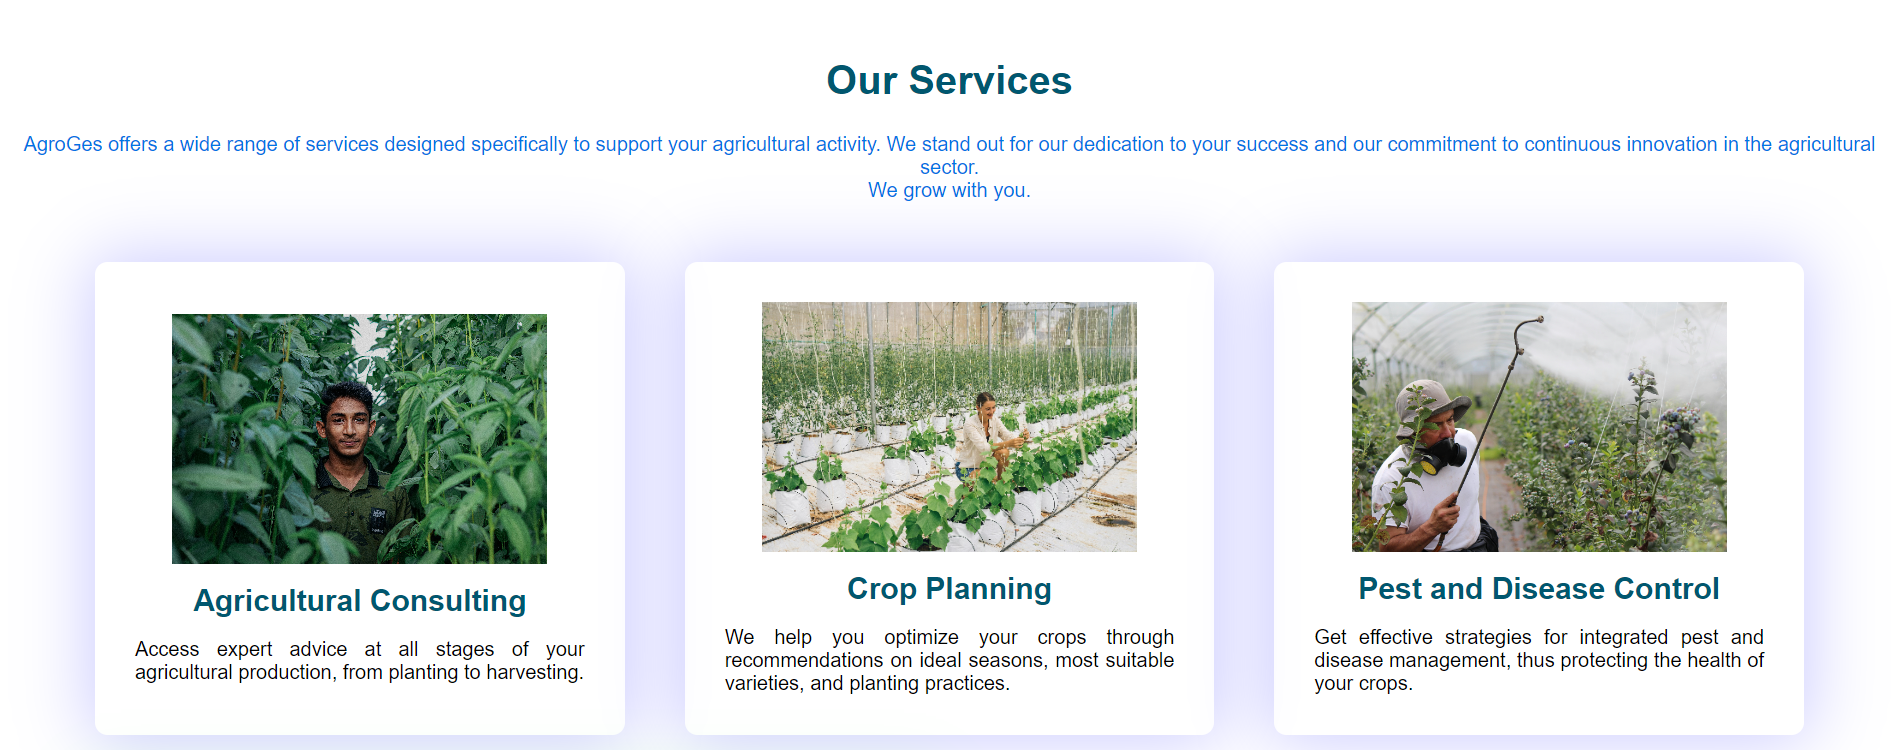 Our Services
AgroGes offers a wide range of services designed specifically to support your agricultural activity. We stand out for our dedication to your success and our commitment to continuous innovation in the agricultural
sector.
We grow with you.
Agricultural Consulting
Access expert advice at all stages of your
agricultural production, from planting to harvesting.
Crop Planning
We help you optimize your crops through
recommendations on ideal seasons, most suitable
varieties, and planting practices.
Pest and Disease Control
Get effective strategies for integrated pest and
disease management, thus protecting the health of
your crops.